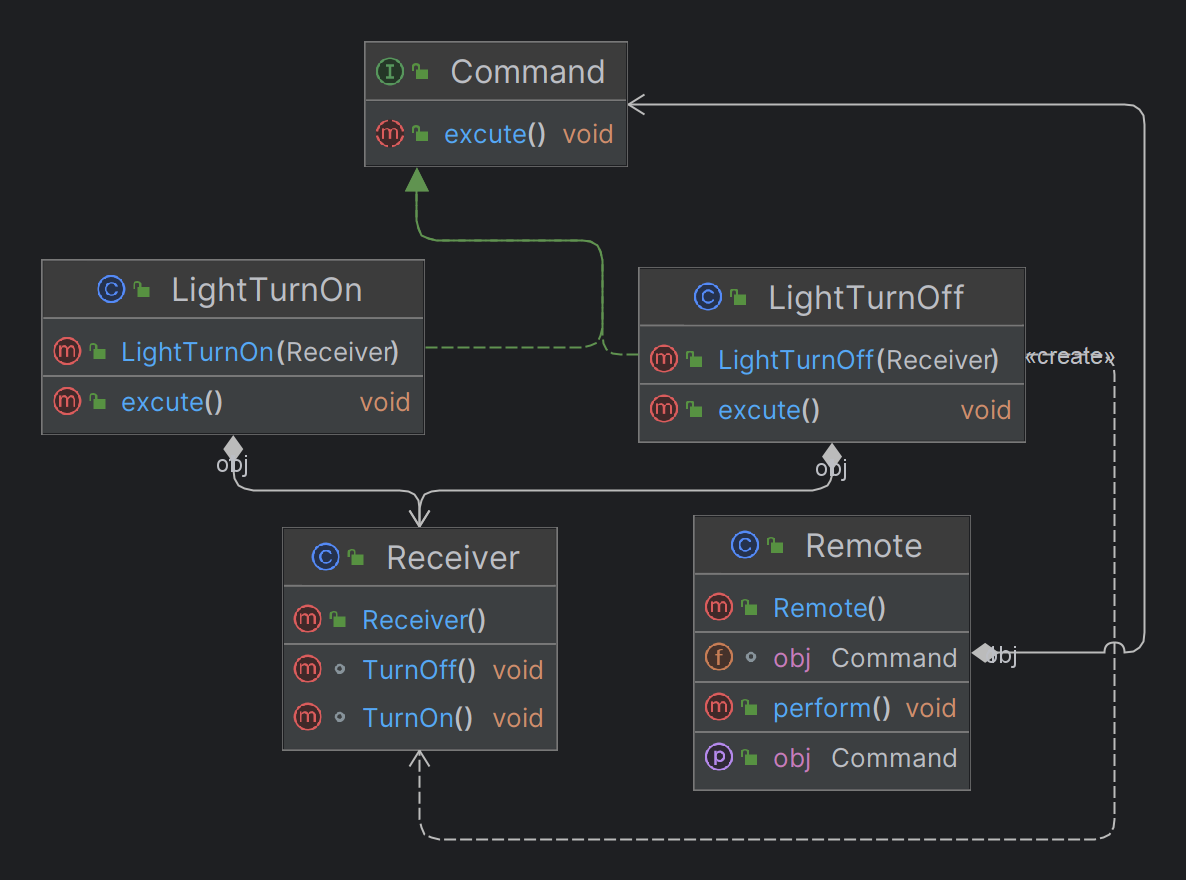 I Command
m excute() void
C LightTurnOn
m LightTurnOn(Receiver)
m excute() void
obj
C LightTurnOff
m LightTurnOff(Receiver)
m excute() void
obj
«create»
C Receiver
m Receiver()
m TurnOff() void
m TurnOn() void
C Remote
m Remote()
f obj Command
m perform() void
p obj Command
obj